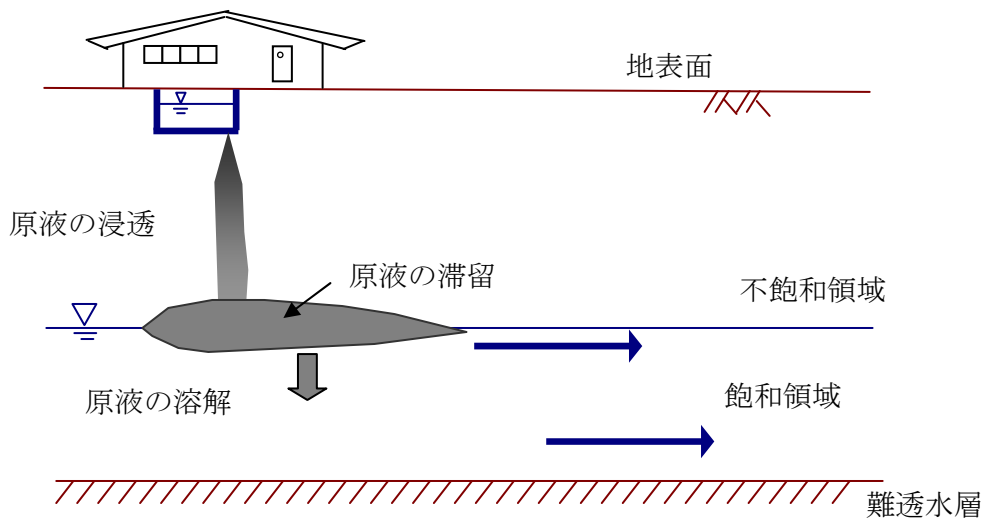 地表面
原液の浸透
原液の滞留
不飽和領域
原液の溶解
飽和領域
難透水層